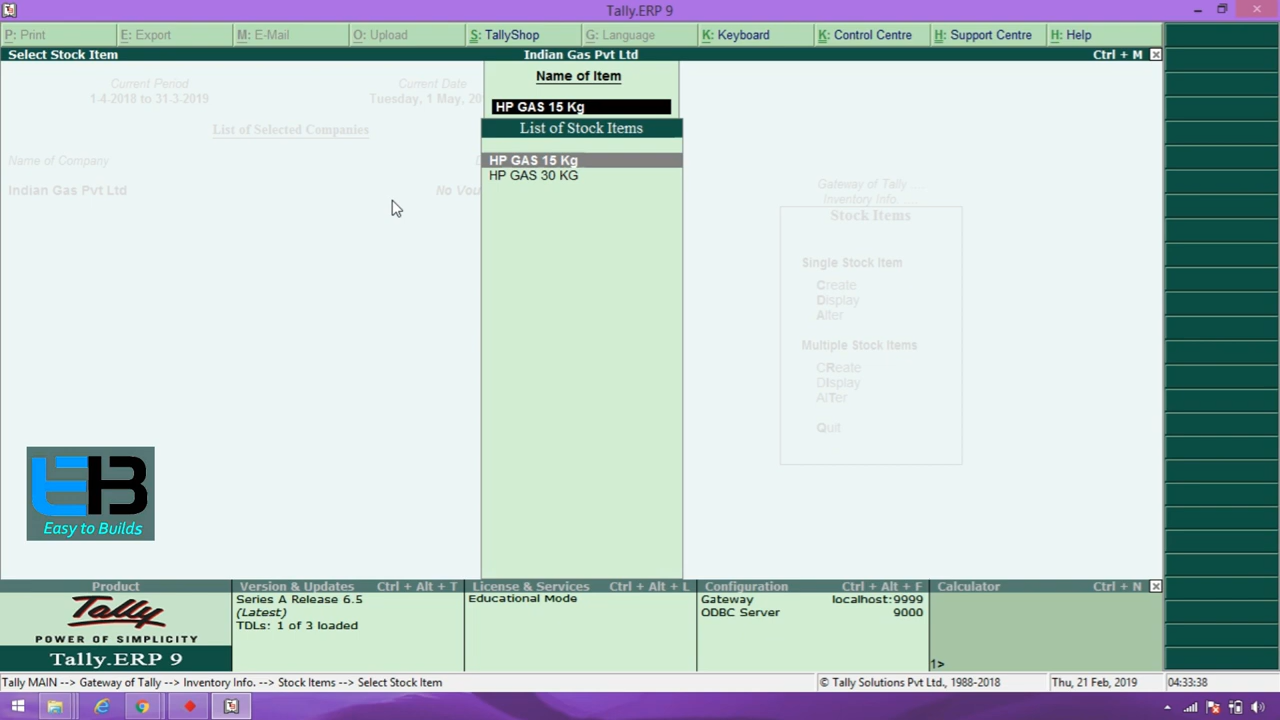 Tally.ERP 9
P: Print
E: Export
M: E-Mail
O: Upload
S: TallyShop
G: Language
K: Keyboard
K: Control Centre
H: Support Centre
H: Help
Select Stock Item
Indian Gas Pvt Ltd
Ctrl + M
Current Period
1-4-2018 to 31-3-2019
Current Date
Tuesday, 1 May, 20
List of Selected Companies
Name of Company
Indian Gas Pvt Ltd
No Vou
Name of Item
HP GAS 15 Kg
List of Stock Items
HP GAS 15 Kg
HP GAS 30 KG
Gateway of Tally .....
Inventory Info.
Stock Items
Single Stock Item
Create
Display
Alter
Multiple Stock Items
CReate
DIsplay
AlTer
Quit
EB
Easy to Builds
Product
Tally
POWER OF SIMPLICITY
Tally.ERP 9
Version & Updates Ctrl + Alt + T
Series A Release 6.5
(Latest)
TDLs: 1 of 3 loaded
License & Services Ctrl + Alt + L
Educational Mode
Configuration Ctrl + Alt + F
Gateway localhost:9999
ODBC Server 9000
Calculator Ctrl + N
1>
Tally MAIN --> Gateway of Tally --> Inventory Info. --> Stock Items --> Select Stock Item
© Tally Solutions Pvt Ltd., 1988-2018
Thu, 21 Feb, 2019
04:33:38